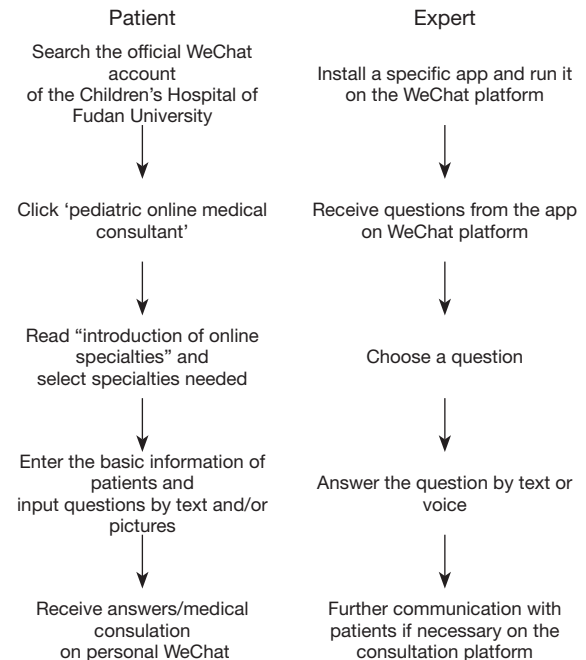 Patient
Search the official WeChat
account
of the Children's Hospital of
Fudan University
Click ‘pediatric online medical
consultant’
Read “introduction of online
specialties” and
select specialties needed
Enter the basic information of
patients and
input questions by text and/or
pictures
Receive answers/medical
consulation
on personal WeChat
Expert
Install a specific app and run it
on the WeChat platform
Receive questions from the app
on WeChat platform
Choose a question
Answer the question by text or
voice
Further communication with
patients if necessary on the
consultation platform